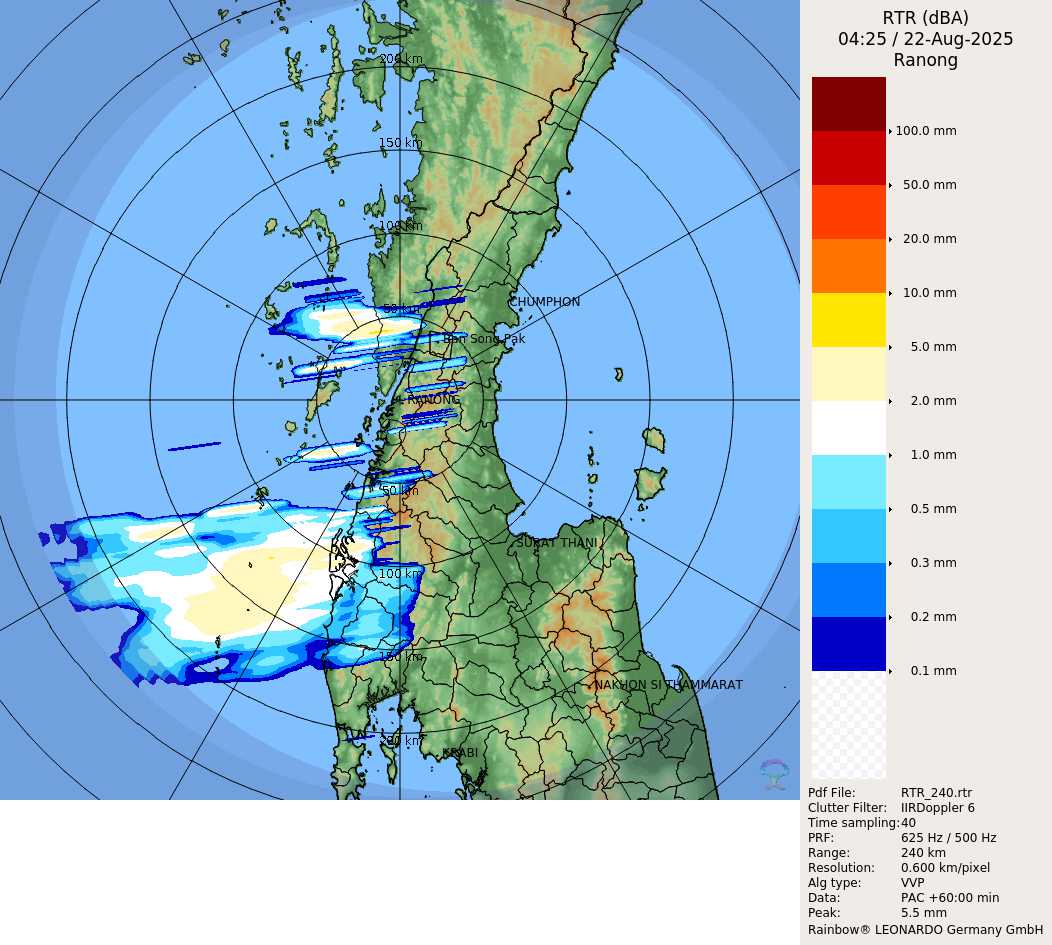 RTR (dBA)
04:25 / 22-Aug-2025
Ranong
200 km
150 km
100 km
50 km
CHUMPHON
Ban Song Pak
RANONG
50 km
SURAT THANI
100 km
150 km
NAKHON SI THAMMARAT
200 km
KRABI
100.0 mm
50.0 mm
20.0 mm
10.0 mm
5.0 mm
2.0 mm
1.0 mm
0.5 mm
0.3 mm
0.2 mm
0.1 mm
Pdf File: RTR_240.rtr
Clutter Filter: IIRDoppler 6
Time sampling:40
PRF: 625 Hz / 500 Hz
Range: 240 km
Resolution: 0.600 km/pixel
Alg type: VVP
Data: PAC +60:00 min
Peak: 5.5 mm
Rainbow® LEONARDO Germany GmbH